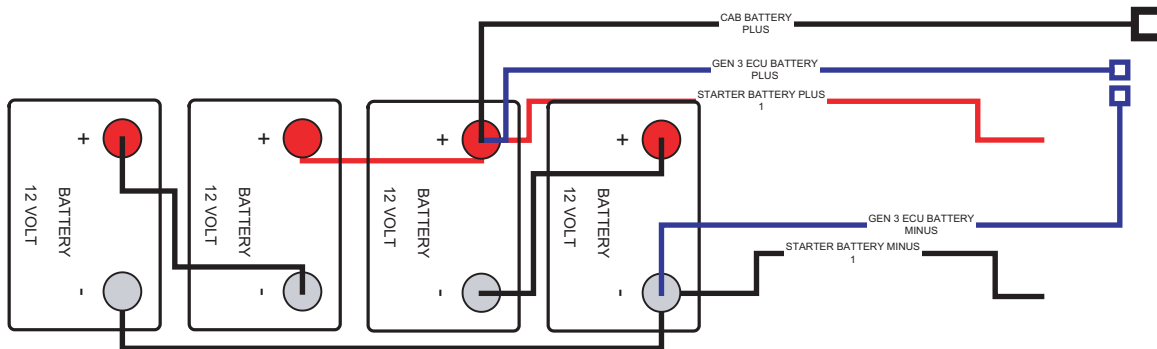 CAB BATTERY
PLUS
GEN 3 ECU BATTERY
PLUS
STARTER BATTERY PLUS
1
+
BATTERY
12 VOLT
-
+
BATTERY
12 VOLT
-
+
BATTERY
12 VOLT
-
+
BATTERY
12 VOLT
-
GEN 3 ECU BATTERY
MINUS
STARTER BATTERY MINUS
1